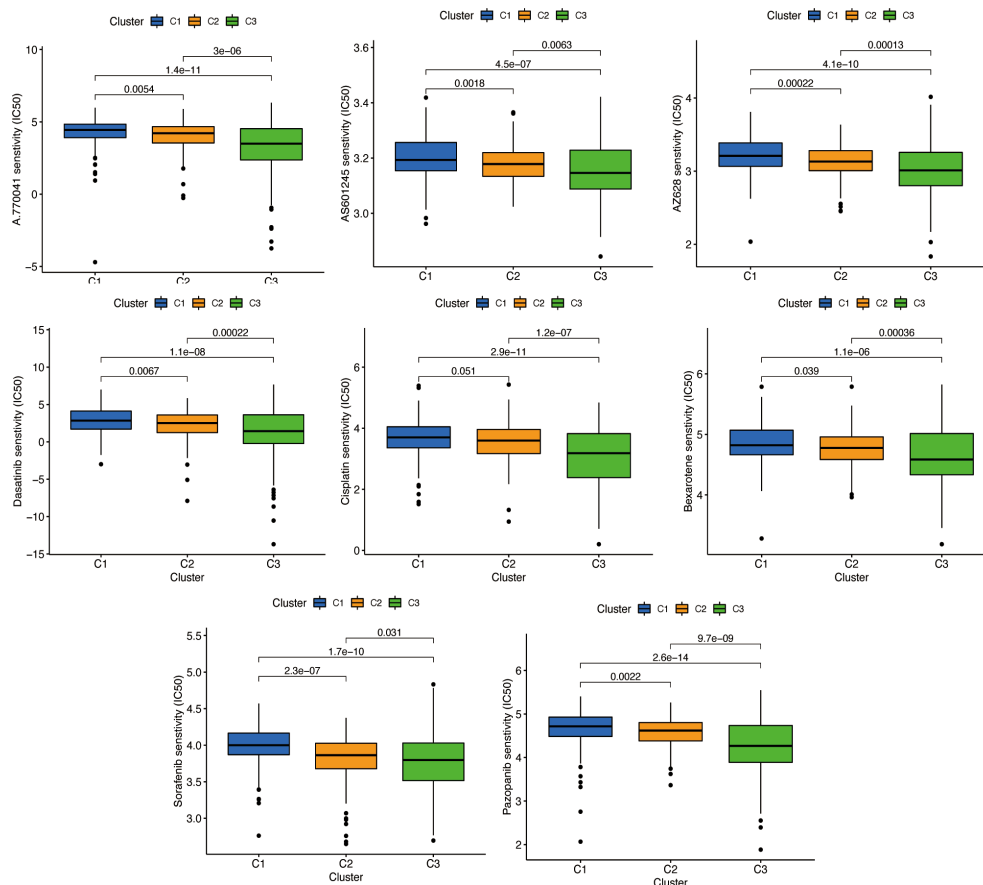 Cluster C1 C2 C3
A.770041 senstivity (IC50)
10
5
0
−5
3e−06
1.4e−11
0.0054
C1 C2 C3
Cluster C1 C2 C3
AS601245 senstivity (IC50)
3.6
3.4
3.2
3.0
0.0063
4.5e−07
0.0018
C1 C2 C3
Cluster C1 C2 C3
AZ628 senstivity (IC50)
4
3
2
0.00013
4.1e−10
0.00022
C1 C2 C3
Cluster C1 C2 C3
Dasatinib senstivity (IC50)
15
10
5
0
−5
−10
−15
0.00022
1.1e−08
0.0067
C1 C2 C3
Cluster
Cluster C1 C2 C3
Cisplatin senstivity (IC50)
6
4
2
0
1.2e−07
2.9e−11
0.051
C1 C2 C3
Cluster
Cluster C1 C2 C3
Bexarotene senstivity (IC50)
6
5
4
0.00036
1.1e−06
0.039
C1 C2 C3
Cluster
Cluster C1 C2 C3
Sorafenib senstivity (IC50)
5.5
5.0
4.5
4.0
3.5
3.0
0.031
1.7e−10
2.3e−07
C1 C2 C3
Cluster
Cluster C1 C2 C3
Pazopanib senstivity (IC50)
6
5
4
3
2
9.7e−09
2.6e−14
0.0022
C1 C2 C3
Cluster